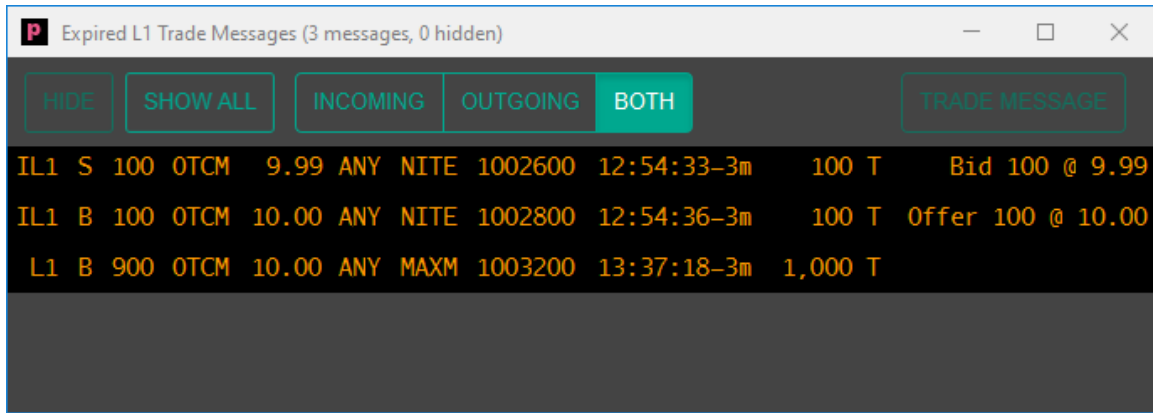 p Expired L1 Trade Messages (3 messages, 0 hidden)
HIDE SHOW ALL INCOMING OUTGOING BOTH TRADE MESSAGE
IL1 S 100 OTCM 9.99 ANY NITE 1002600 12:54:33–3m 100 T Bid 100 @ 9.99
IL1 B 100 OTCM 10.00 ANY NITE 1002800 12:54:36–3m 100 T Offer 100 @ 10.00
L1 B 900 OTCM 10.00 ANY MAXM 1003200 13:37:18–3m 1,000 T